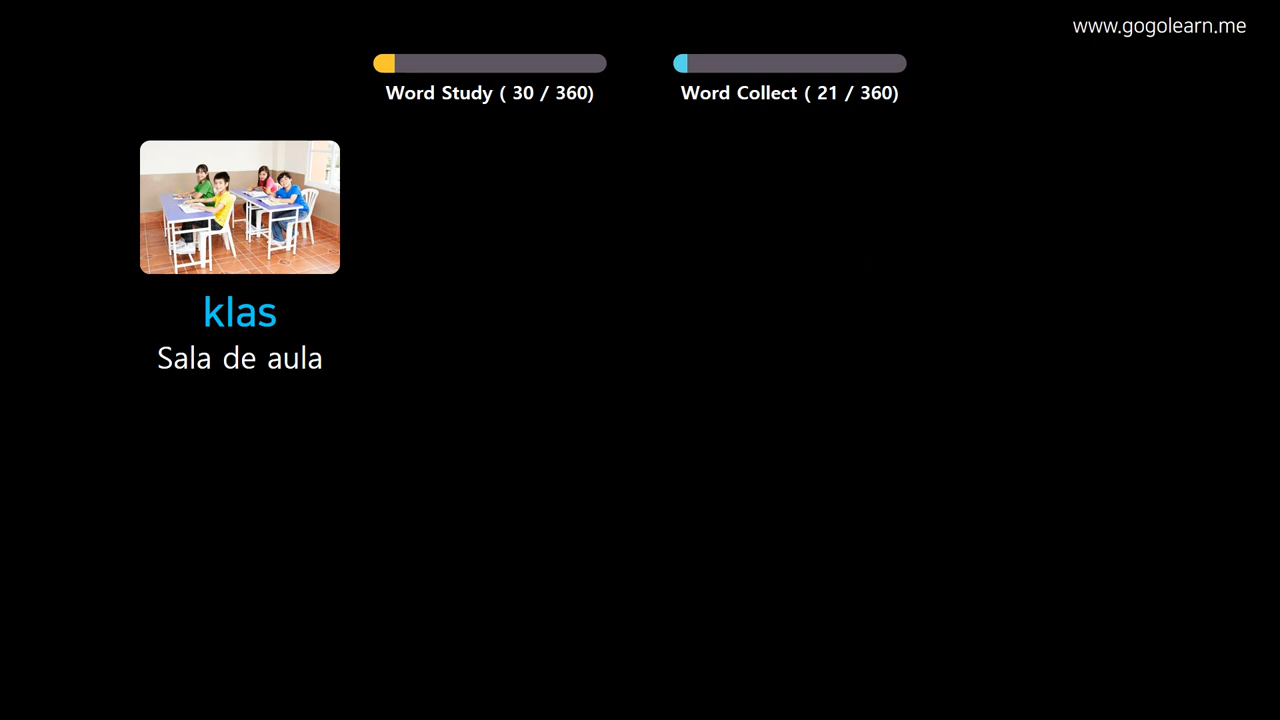 www.gogolearn.me
Word Study ( 30 / 360)
Word Collect ( 21 / 360)
klas
Sala de aula